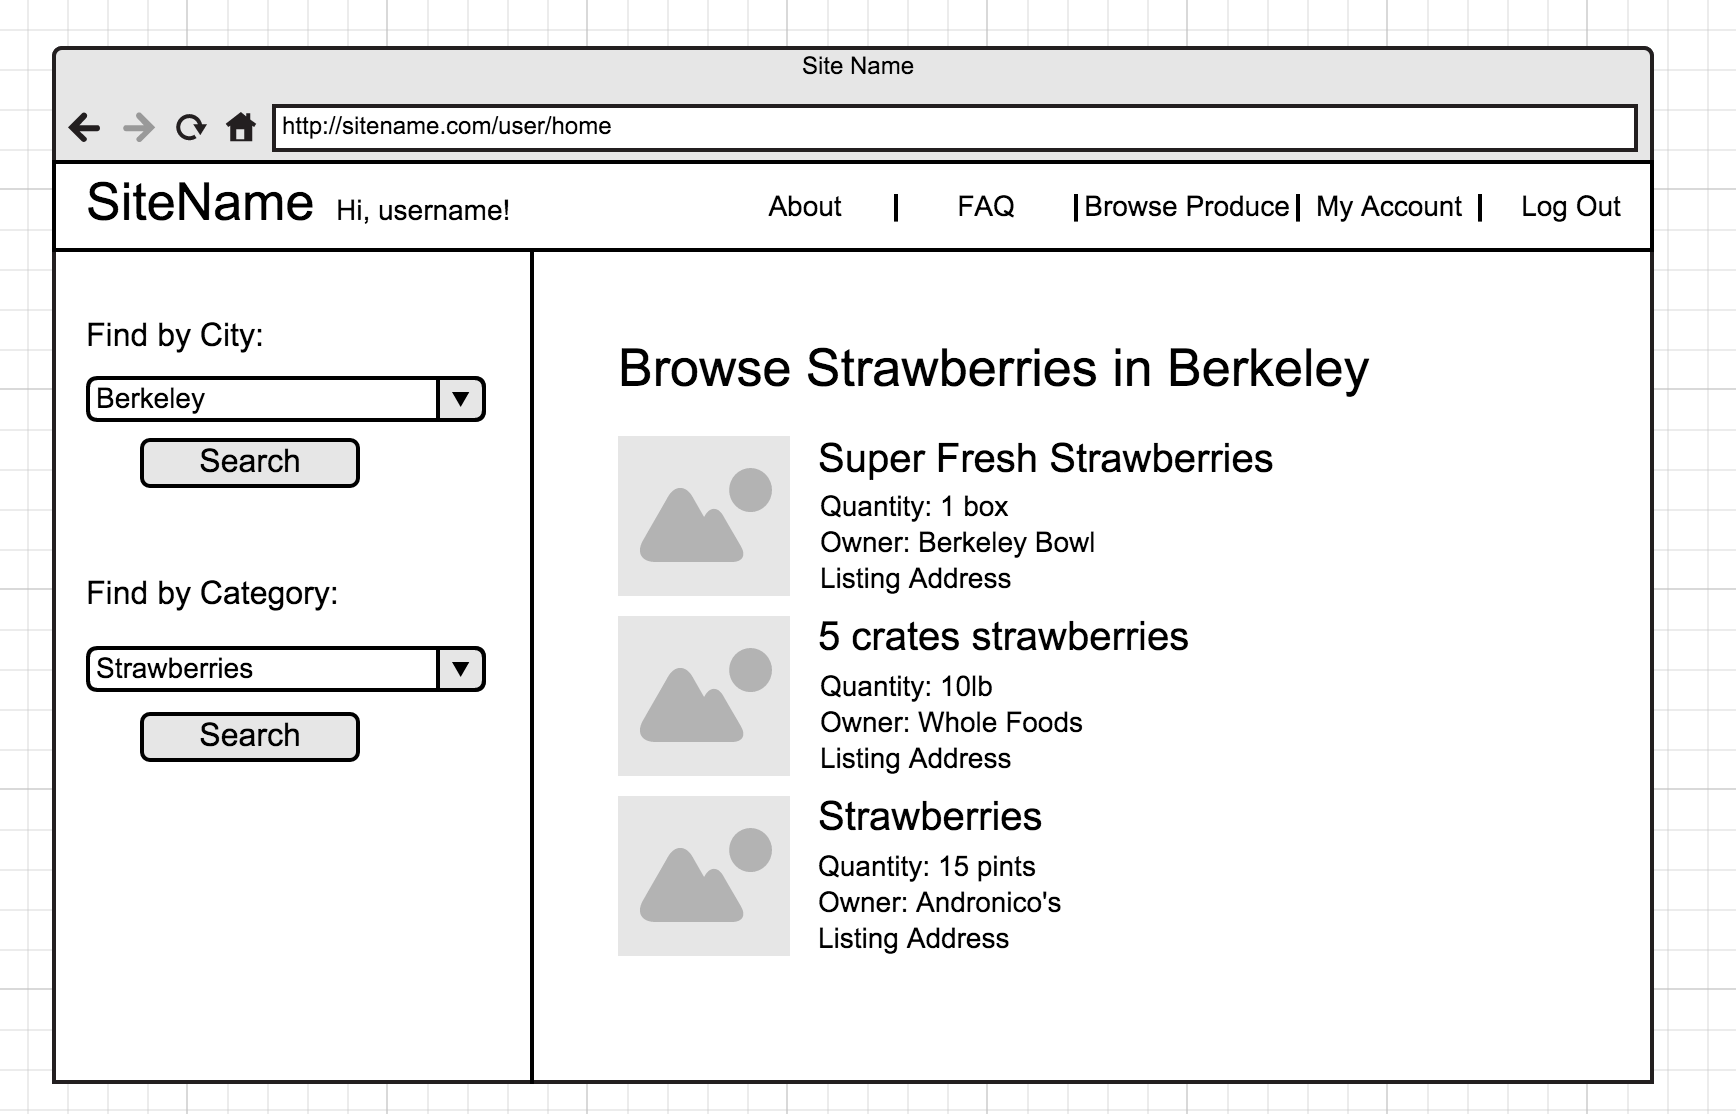 Site Name
http://sitename.com/user/home
SiteName Hi, username! About | FAQ | Browse Produce | My Account | Log Out
Find by City:
Berkeley
Search
Find by Category:
Strawberries
Search
Browse Strawberries in Berkeley
Super Fresh Strawberries
Quantity: 1 box
Owner: Berkeley Bowl
Listing Address
5 crates strawberries
Quantity: 10lb
Owner: Whole Foods
Listing Address
Strawberries
Quantity: 15 pints
Owner: Andronico's
Listing Address